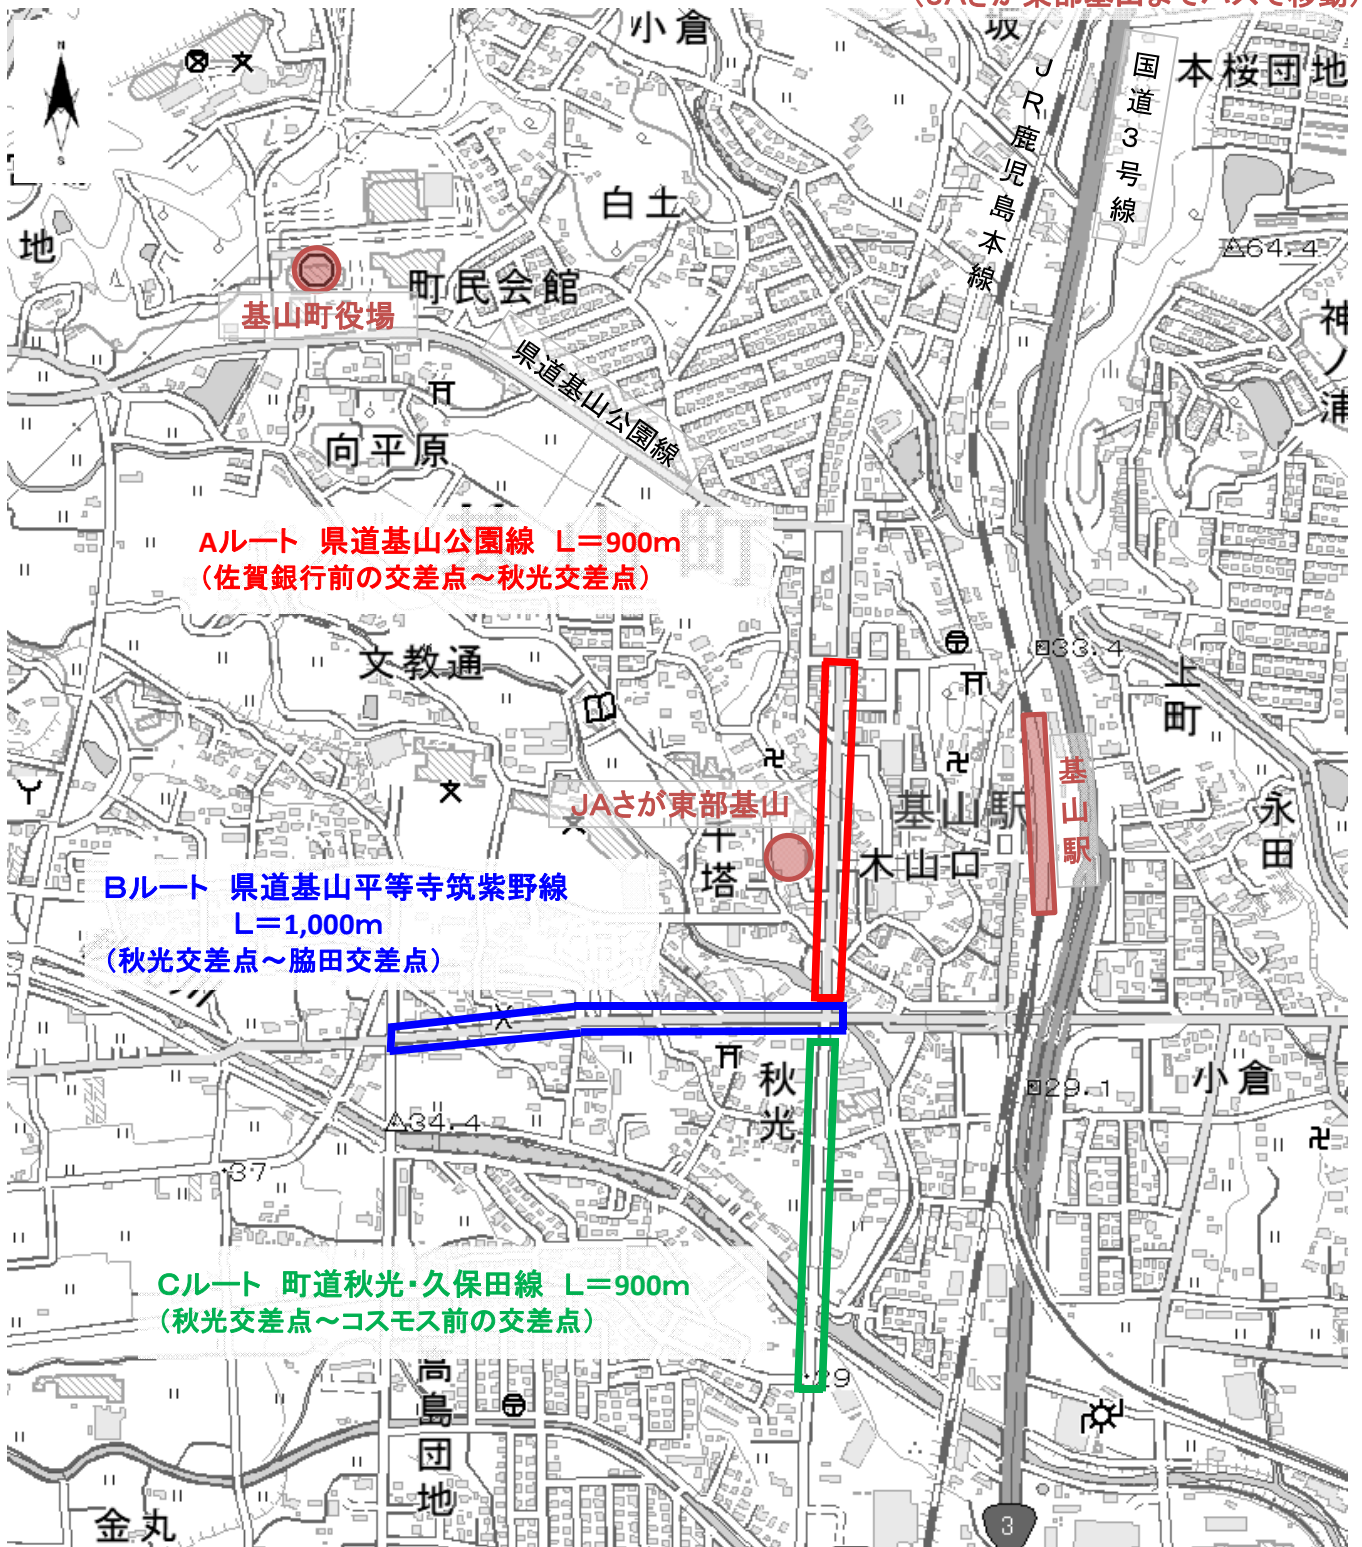 （JAさが東部基山までバスで移動）
小倉
坂
本桜団地
国道3号線
JR鹿児島本線
N
S
白土
地
64.4
町民会館
基山町役場
神ノ浦
県道基山公園線
向平原
町
Aルート　県道基山公園線　L＝900m
（佐賀銀行前の交差点～秋光交差点）
33.4
文教通
上町
基山駅
基山駅
JAさが東部基山
永田
木山口
塔
Bルート　県道基山平等寺筑紫野線
L＝1,000m
（秋光交差点～脇田交差点）
秋光
小倉
29.1
34.4
37
Cルート　町道秋光・久保田線　L＝900m
（秋光交差点～コスモス前の交差点）
29
高島団地
金丸
3